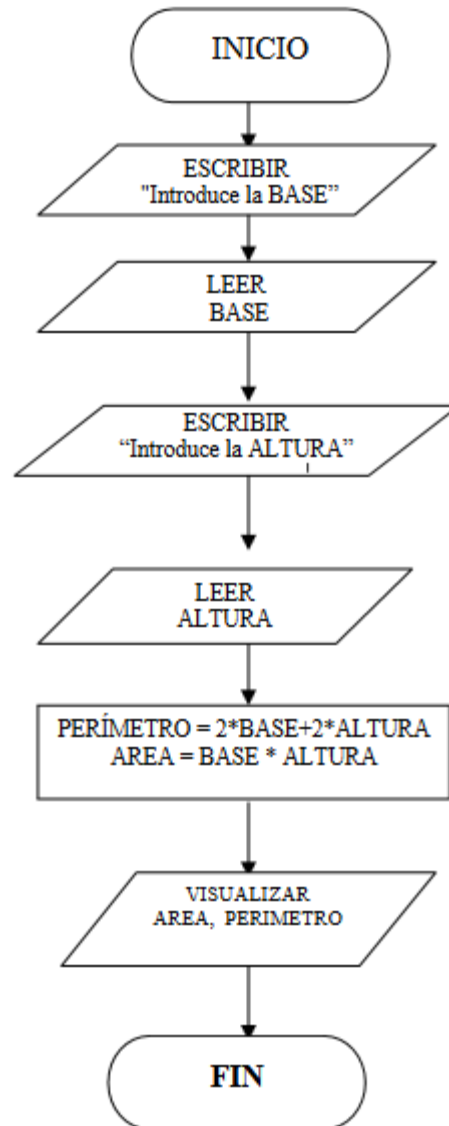 INICIO
ESCRIBIR
"Introduce la BASE”
LEER
BASE
ESCRIBIR
“Introduce la ALTURA”
LEER
ALTURA
PERÍMETRO = 2*BASE+2*ALTURA
AREA = BASE * ALTURA
VISUALIZAR
AREA, PERIMETRO
FIN